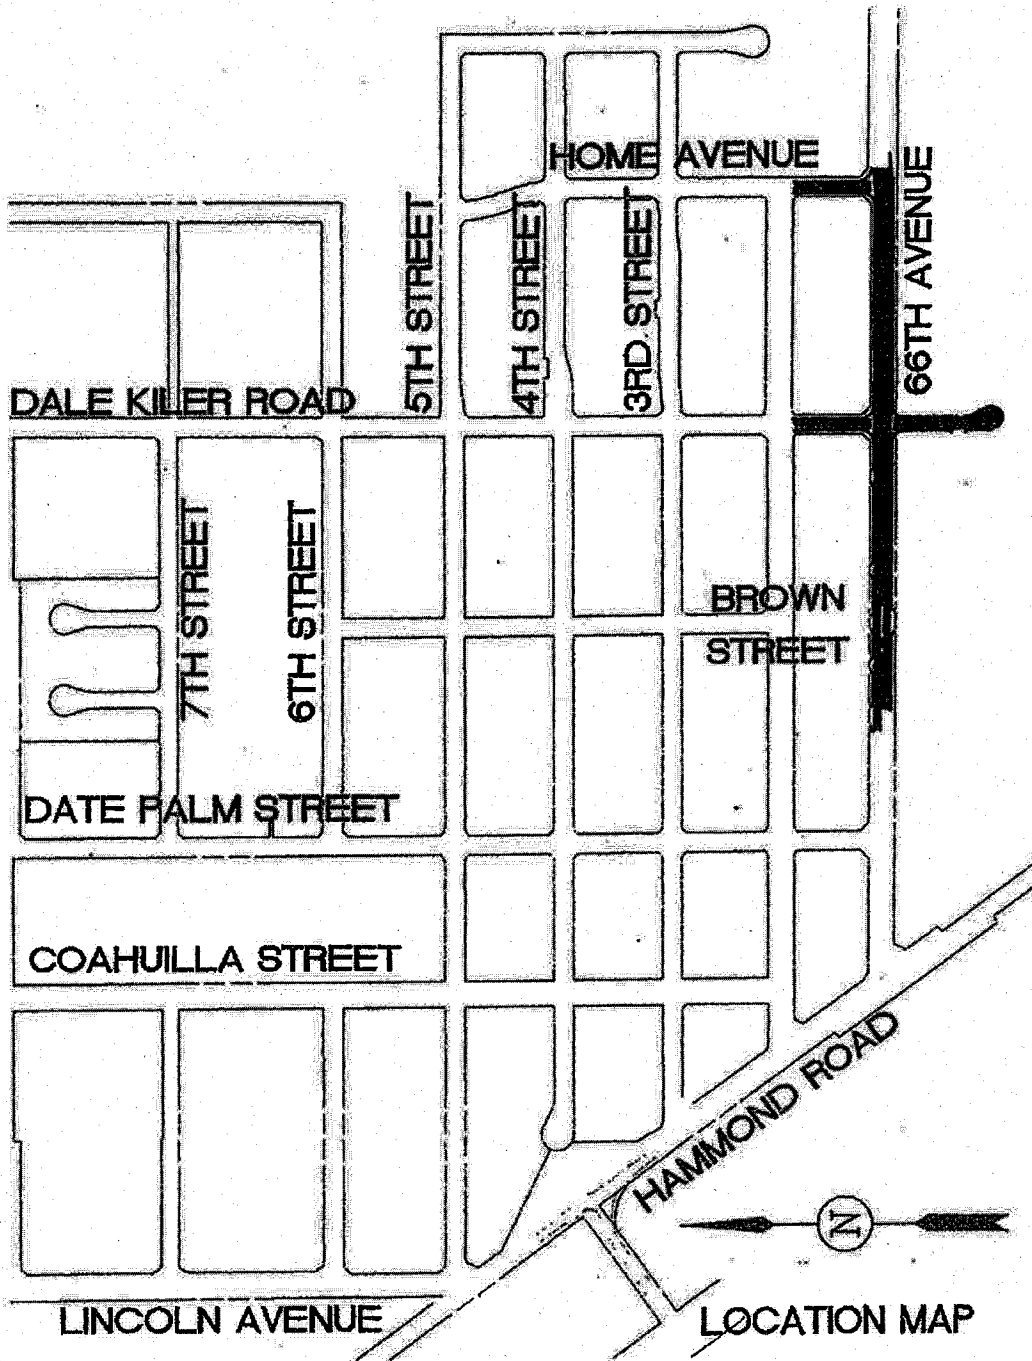 HOME AVENUE
66TH AVENUE
5TH STREET
4TH STREET
3RD. STREET
DALE KILER ROAD
7TH STREET
6TH STREET
BROWN
STREET
DATE PALM STREET
COAHUILLA STREET
HAMMOND ROAD
N
LINCOLN AVENUE
LOCATION MAP